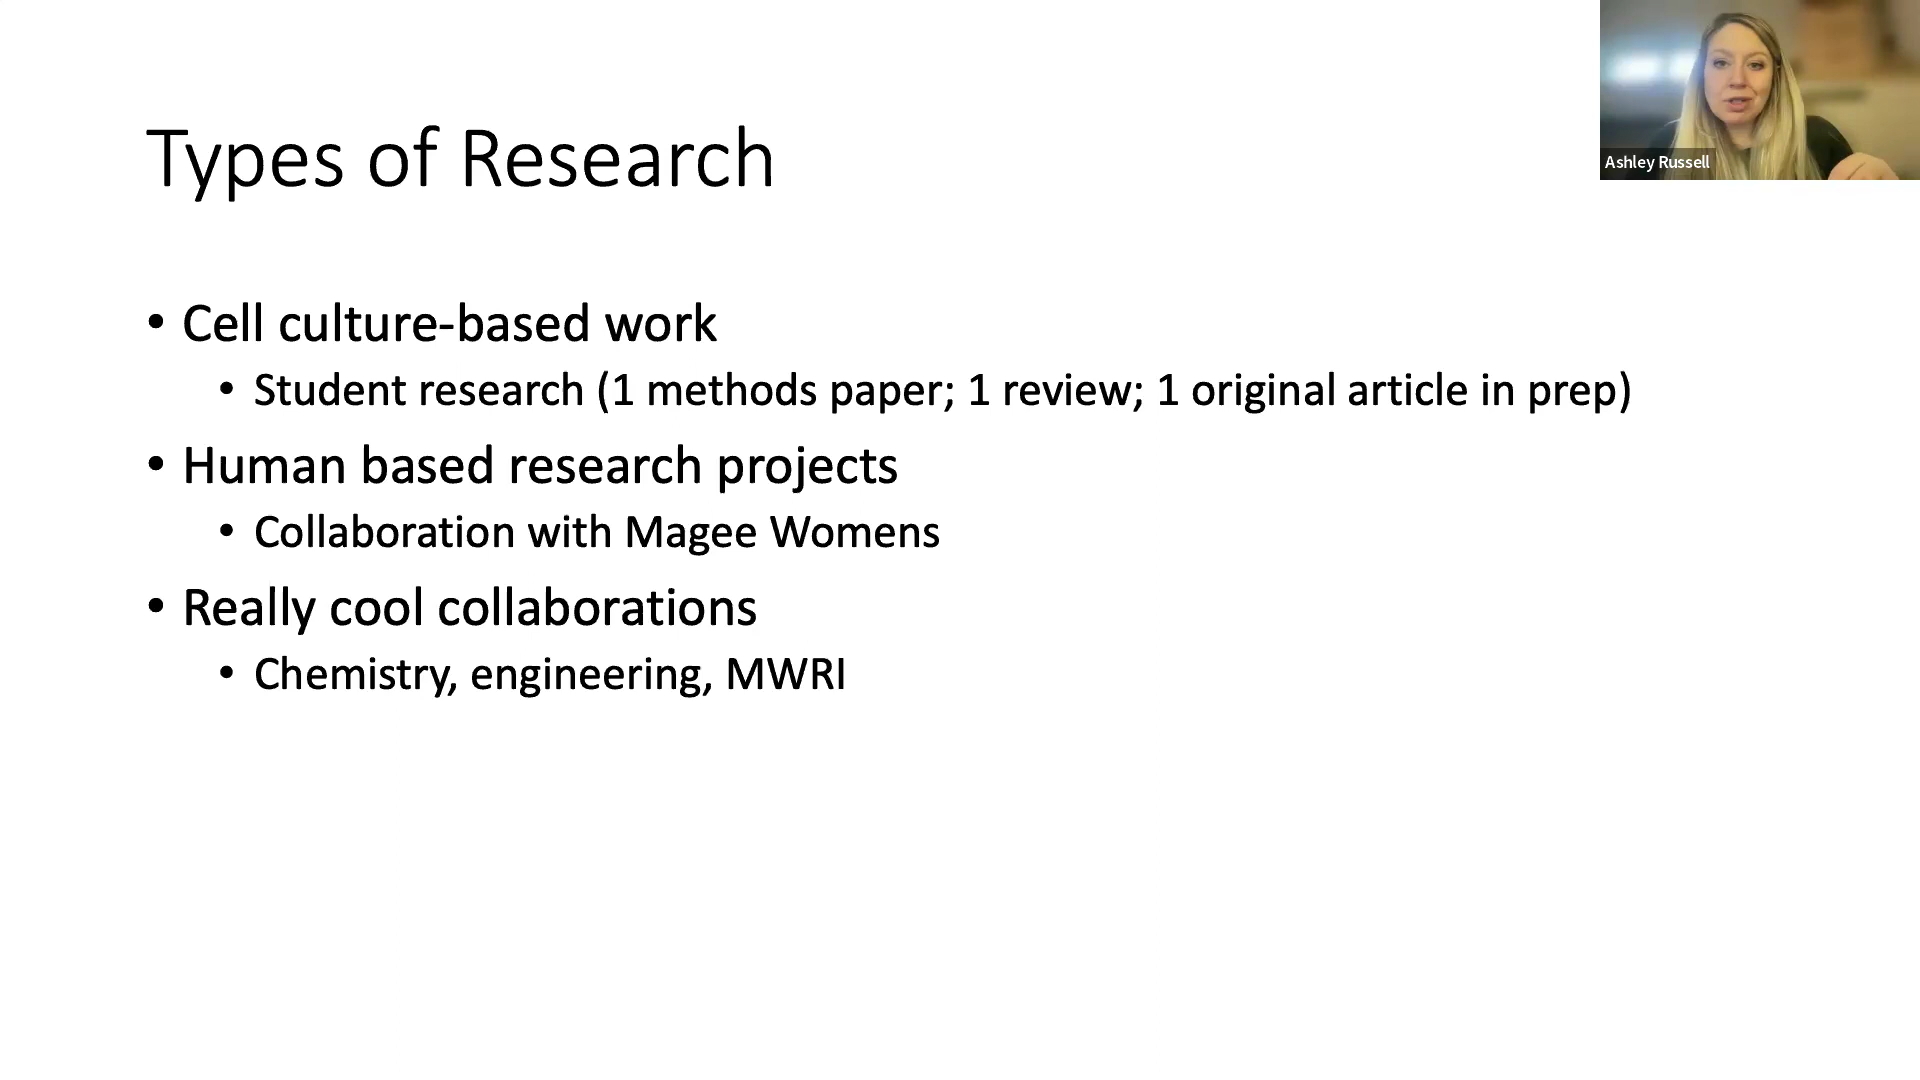 Types of Research
Ashley Russell
• Cell culture-based work
• Student research (1 methods paper; 1 review; 1 original article in prep)
• Human based research projects
• Collaboration with Magee Womens
• Really cool collaborations
• Chemistry, engineering, MWRI